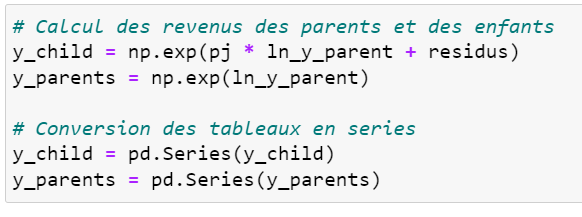 # Calcul des revenus des parents et des enfants
y_child = np.exp(pj * ln_y_parent + residus)
y_parents = np.exp(ln_y_parent)
# Conversion des tableaux en series
y_child = pd.Series(y_child)
y_parents = pd.Series(y_parents)